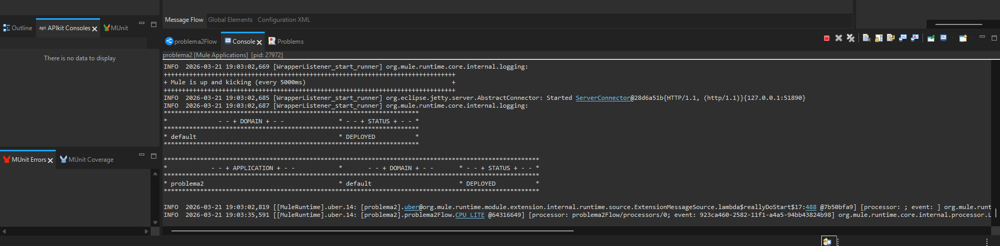 Outline
api APIkit Consoles
MUnit
There is no data to display
MUnit Errors
MUnit Coverage
Message Flow
Global Elements
Configuration XML
problema2Flow
Console
Problems
problema2 [Mule Applications] [pid: 27972]
INFO  2026-03-21 19:03:02,669 [WrapperListener_start_runner] org.mule.runtime.core.internal.logging:
++++++++++++++++++++++++++++++++++++++++++++++++++++++++++++++++++++++++++++++++
+ Mule is up and kicking (every 5000ms)                                        +
++++++++++++++++++++++++++++++++++++++++++++++++++++++++++++++++++++++++++++++++
INFO  2026-03-21 19:03:02,685 [WrapperListener_start_runner] org.eclipse.jetty.server.AbstractConnector: Started ServerConnector@28d6a51b{HTTP/1.1, (http/1.1)}{127.0.0.1:51890}
INFO  2026-03-21 19:03:02,687 [WrapperListener_start_runner] org.mule.runtime.core.internal.logging:
**********************************************************************
*              - - + DOMAIN + - -               * - - + STATUS + - - *
**********************************************************************
* default                                       * DEPLOYED           *
**********************************************************************
*******************************************************************************************************
*            - - + APPLICATION + - -            *       - - + DOMAIN + - -       * - - + STATUS + - - *
*******************************************************************************************************
* problema2                                     * default                        * DEPLOYED           *
*******************************************************************************************************
INFO  2026-03-21 19:03:02,819 [[MuleRuntime].uber.14: [problema2].uber@org.mule.runtime.module.extension.internal.runtime.source.ExtensionMessageSource.lambda$reallyDoStart$17:488 @7b50bfa9] [processor: ; event: ] org.mule.runt
INFO  2026-03-21 19:03:35,591 [[MuleRuntime].uber.14: [problema2].problema2Flow.CPU_LITE @64316649] [processor: problema2Flow/processors/0; event: 923ca460-2582-11f1-a4a5-94bb43824b98] org.mule.runtime.core.internal.processor.L